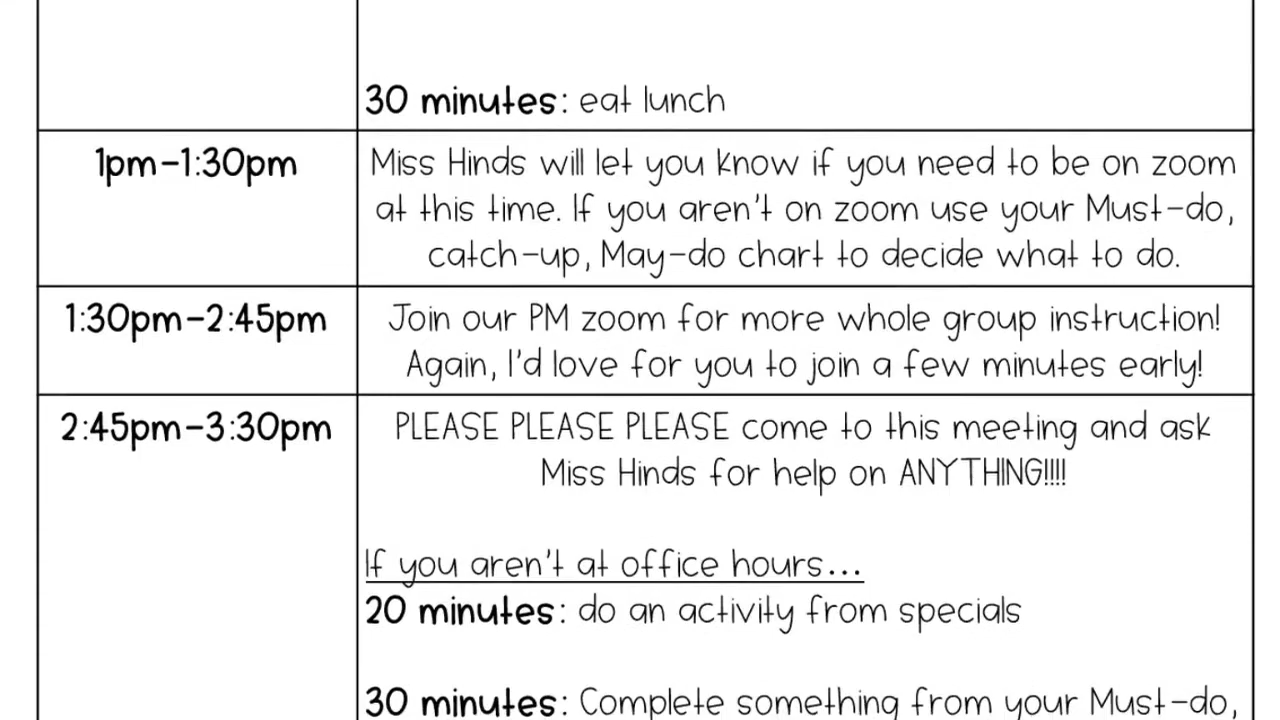 30 minutes: eat lunch
1pm-1:30pm
Miss Hinds will let you know if you need to be on zoom
at this time. If you aren't on zoom use your Must-do,
catch-up, May-do chart to decide what to do.
1:30pm-2:45pm
Join our PM zoom for more whole group instruction!
Again, I'd love for you to join a few minutes early!
2:45pm-3:30pm
PLEASE PLEASE PLEASE come to this meeting and ask
Miss Hinds for help on ANYTHING!!!!
If you aren't at office hours...
20 minutes: do an activity from specials
30 minutes: Complete something from your Must-do,